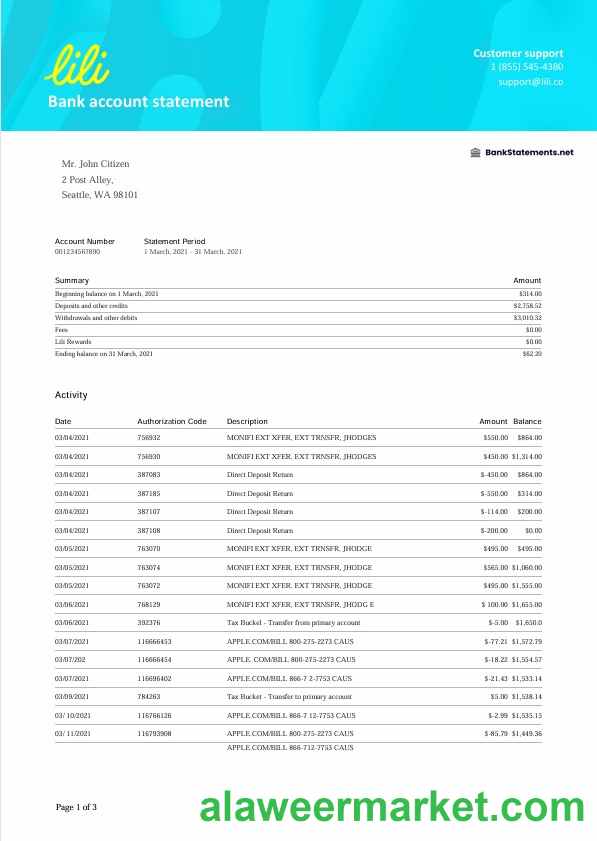 lili
Bank account statement
Customer support
1 (855) 545-4380
support@lili.co
BankStatements.net
Mr. John Citizen
2 Post Alley,
Seattle, WA 98101
Account Number Statement Period
001234567890 1 March, 2021 - 31 March, 2021
Summary Amount
Beginning balance on 1 March, 2021 $314.00
Deposits and other credits $2,758.52
Withdrawals and other debits $3,010.32
Fees $0.00
Lili Rewards $0.00
Ending balance on 31 March, 2021 $62.20
Activity
Date Authorization Code Description Amount Balance
03/04/2021 756932 MONIFI EXT XFER, EXT TRNSFR, JHODGES $550.00 $864.00
03/04/2021 756930 MONIFI EXT XFER. EXT TRNSFR. JHODGES $450.00 $1,314.00
03/04/2021 387083 Direct Deposit Return $-450.00 $864.00
03/04/2021 387185 Direct Deposit Return $-550.00 $314.00
03/04/2021 387107 Direct Deposit Return $-114.00 $200.00
03/04/2021 387108 Direct Deposit Return $-200.00 $0.00
03/05/2021 763070 MONIFI EXT XFER, EXT TRNSFR, JHODGE $495.00 $495.00
03/05/2021 763074 MONIFI EXT XFER. EXT TRNSFR. JHODGE $565.00 $1,060.00
03/05/2021 763072 MONIFI EXT XFER. EXT TRNSFR. JHODGE $495.00 $1,555.00
03/06/2021 768129 MONIFI EXT XFER, EXT TRNSFR, JHODG E $ 100.00 $1,655.00
03/06/2021 392376 Tax Bucket - Transfer from primary account $-5.00 $1,650.0
03/07/2021 116666453 APPLE.COM/BILL 800-275-2273 CAUS $-77.21 $1,572.79
03/07/202 116666454 APPLE. COM/BILL 800-275-2273 CAUS $-18.22 $1,554.57
03/07/2021 116696402 APPLE.COM/BILL 866-7 2-7753 CAUS $-21.43 $1,533.14
03/09/2021 784263 Tax Bucket - Transfer to primary account $5.00 $1,538.14
03/ 10/2021 116766126 APPLE.COM/BILL 866-7 12-7753 CAUS $-2.99 $1,535.15
03/ 11/2021 116793908 APPLE.COM/BILL 800-275-2273 CAUS $-85.79 $1,449.36
APPLE.COM/BILL 866-712-7753 CAUS
Page 1 of 3
alaweermarket.com